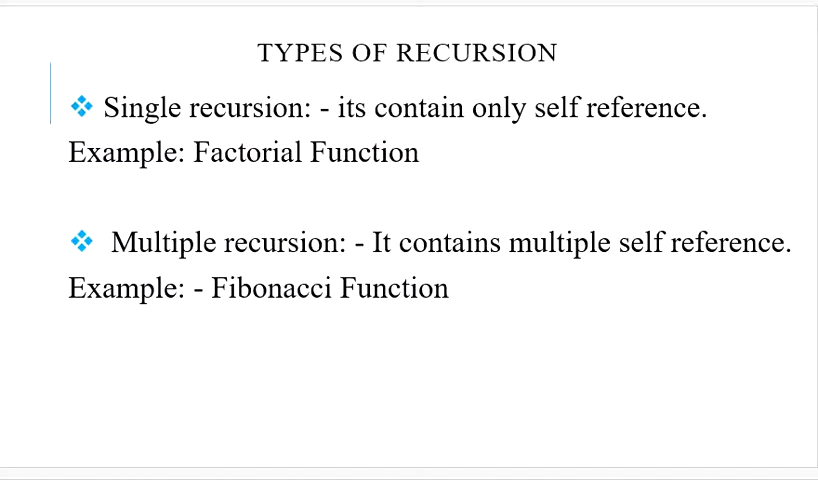 TYPES OF RECURSION
❖ Single recursion: - its contain only self reference.
Example: Factorial Function
❖ Multiple recursion: - It contains multiple self reference.
Example: - Fibonacci Function